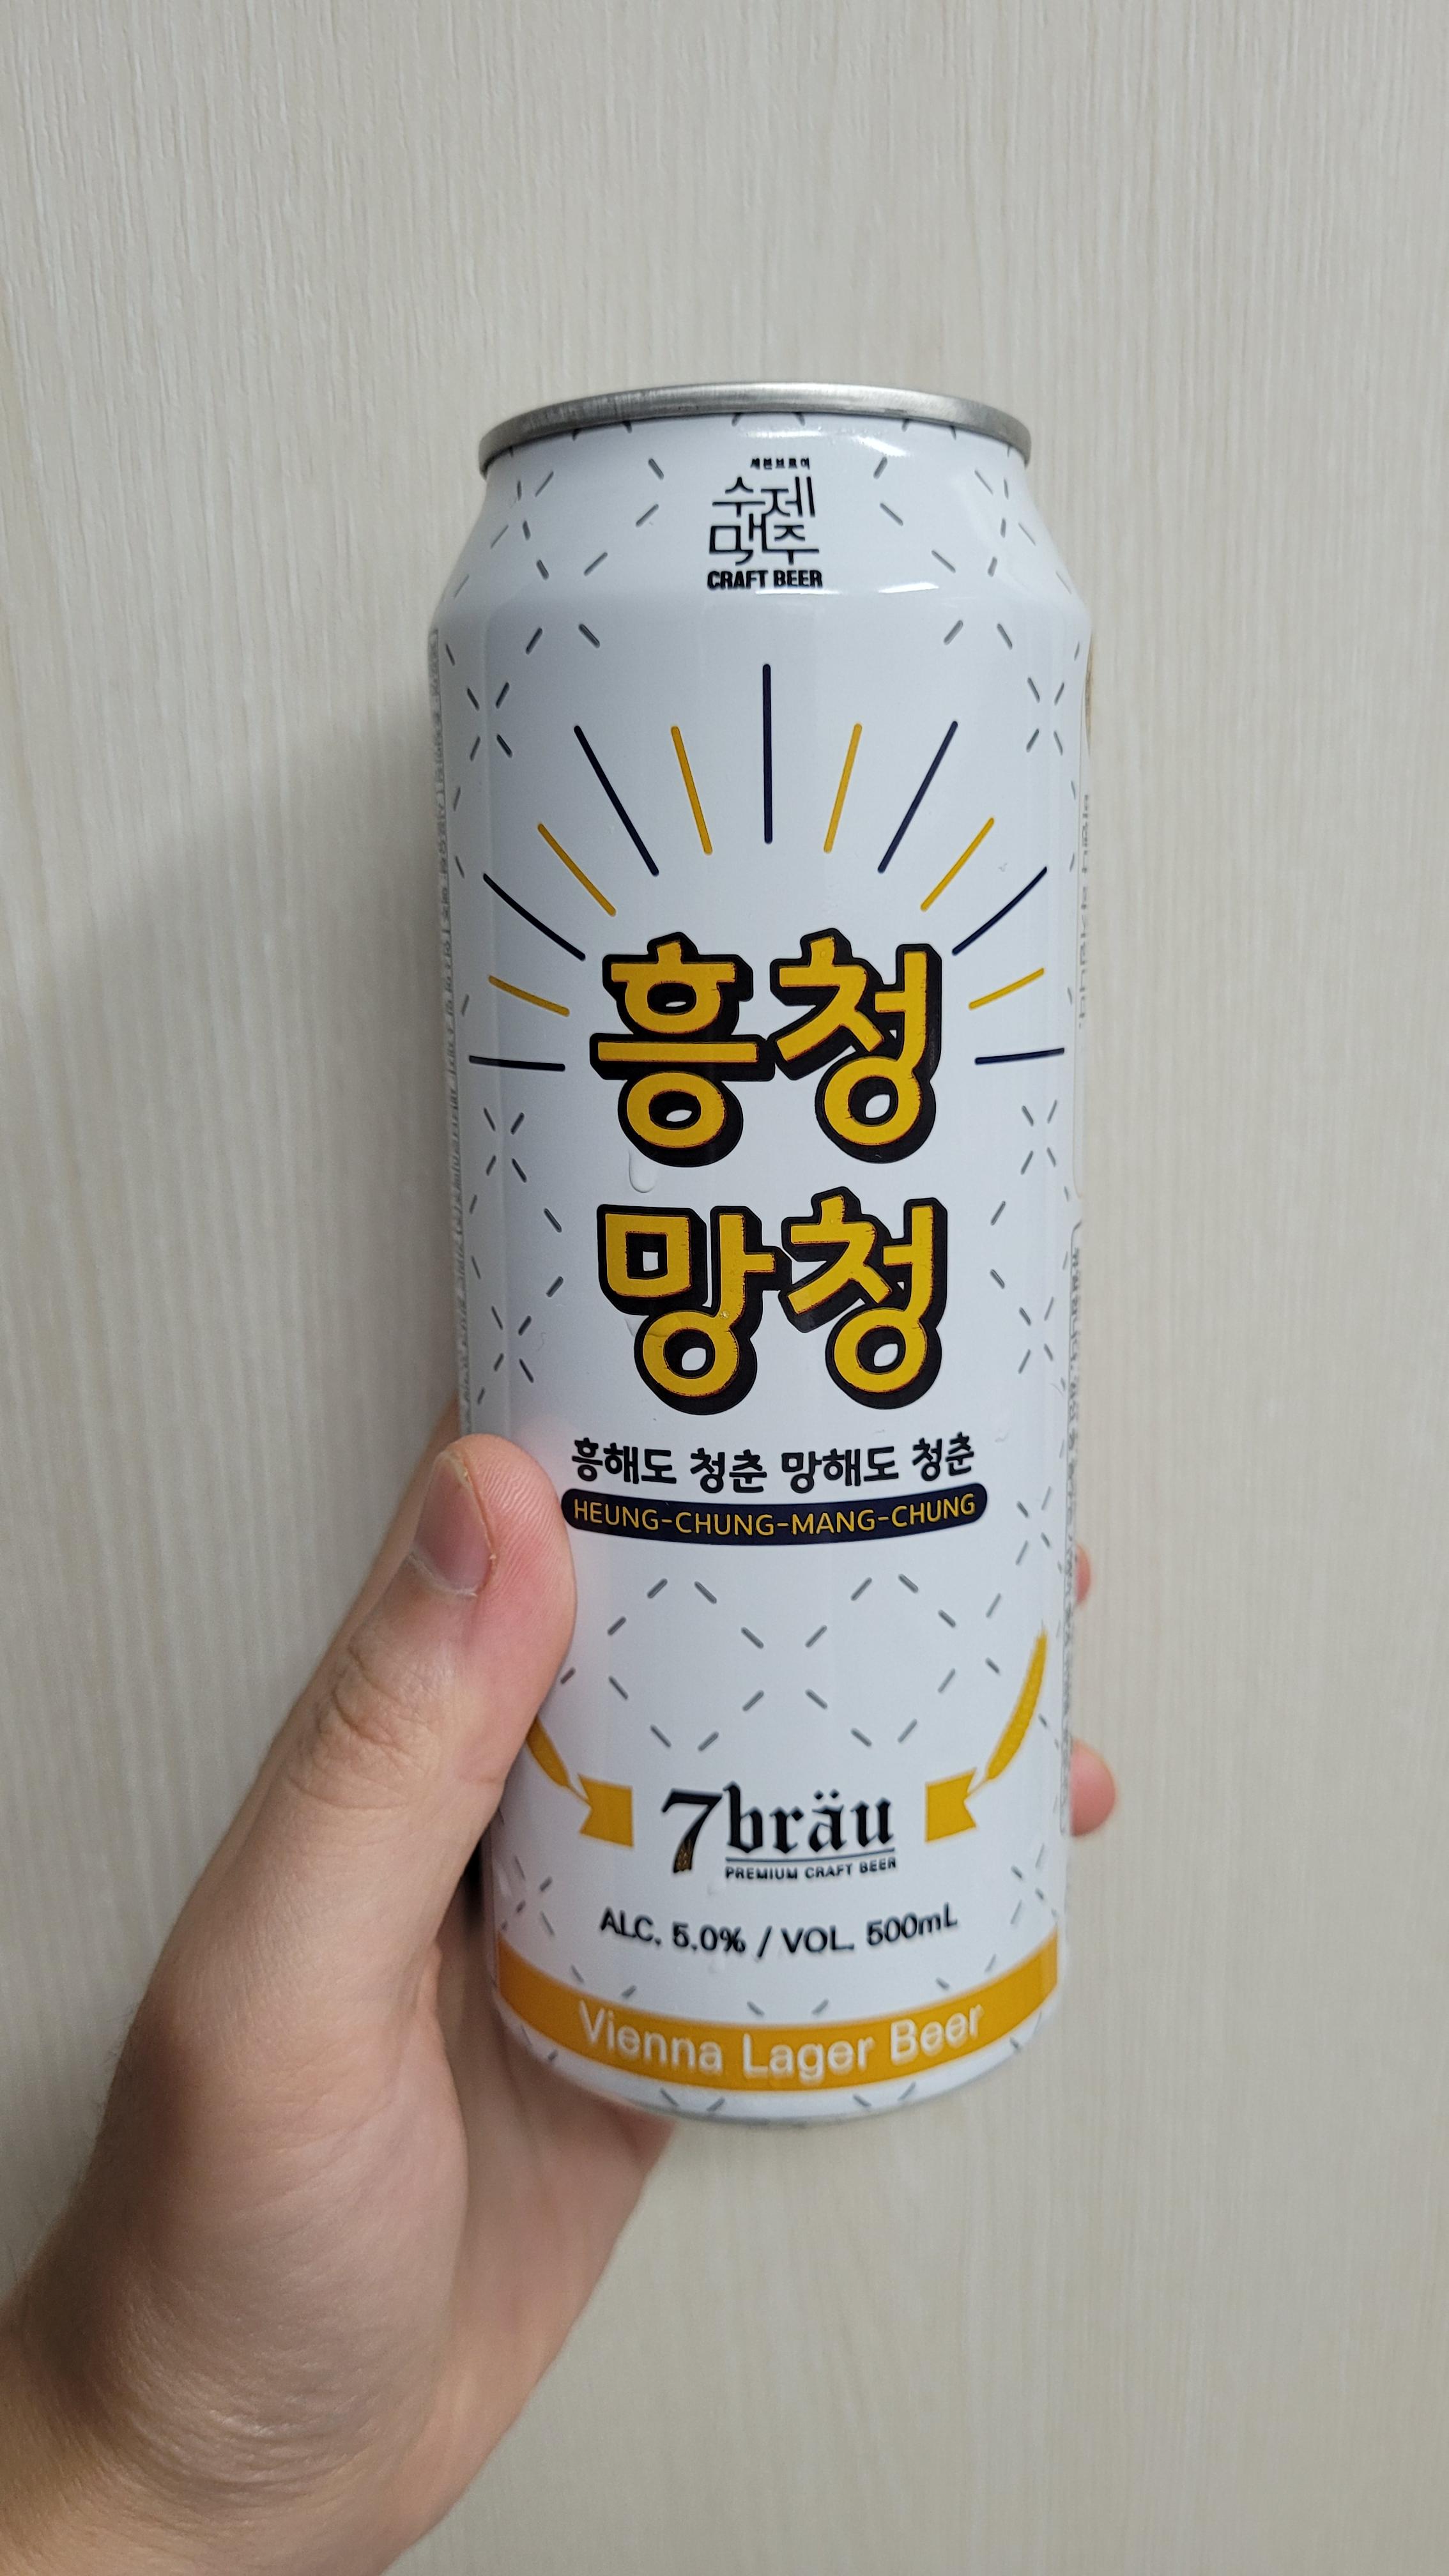 세븐브로이
수제
맥주
CRAFT BEER
흥청
망청
흥해도 청춘 망해도 청춘
HEUNG-CHUNG-MANG-CHUNG
7bräu
PREMIUM CRAFT BEER
ALC. 5.0% / VOL. 500mL
Vienna Lager Beer